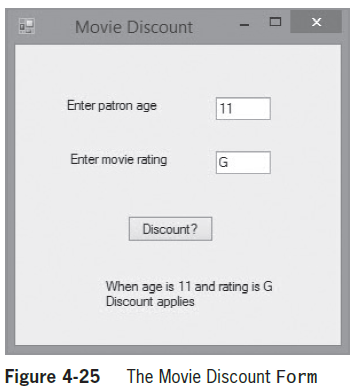 Movie Discount
Enter patron age 11
Enter movie rating G
Discount?
When age is 11 and rating is G
Discount applies
Figure 4-25 The Movie Discount Form